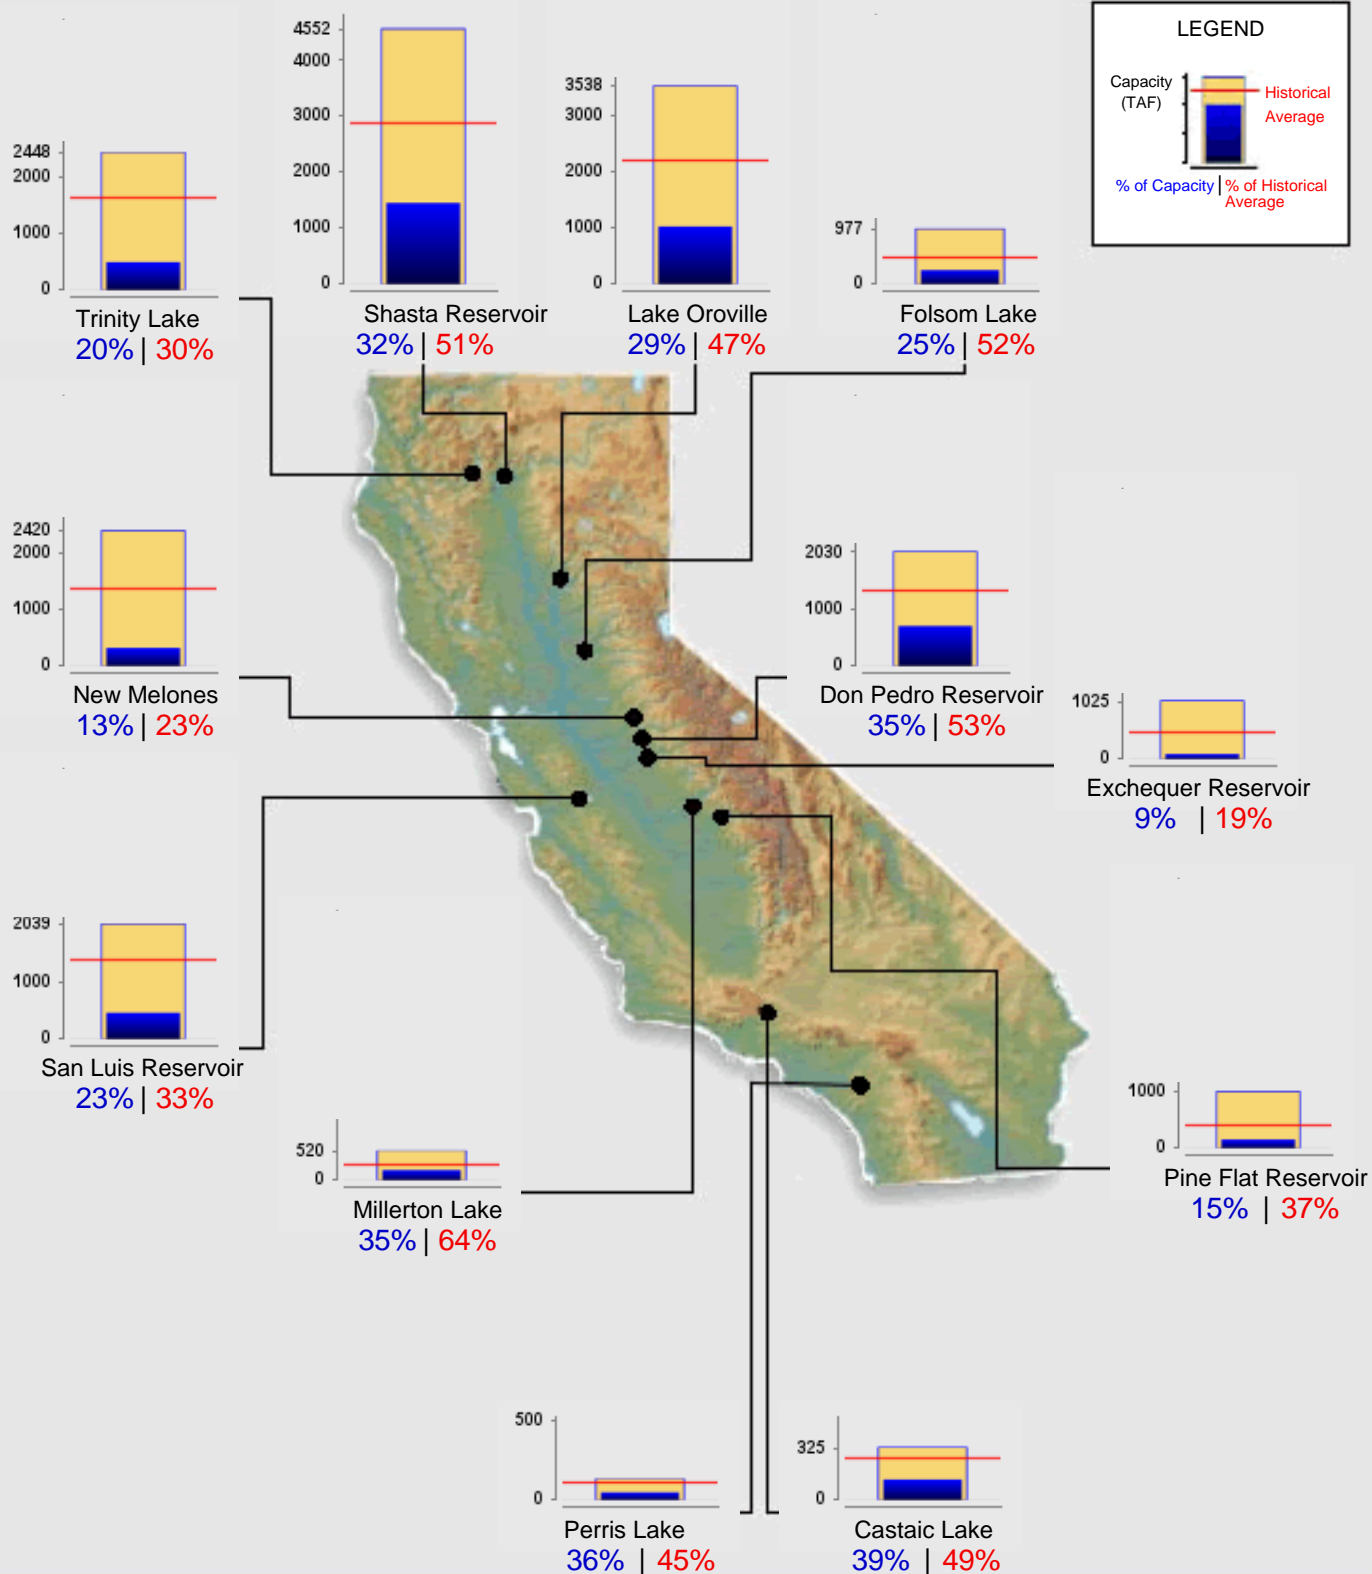 LEGEND
Capacity
(TAF)
Historical
Average
% of Capacity | % of Historical
Average
2448
2000
1000
0
Trinity Lake
20% | 30%
4552
4000
3000
2000
1000
0
Shasta Reservoir
32% | 51%
3538
3000
2000
1000
0
Lake Oroville
29% | 47%
977
0
Folsom Lake
25% | 52%
2420
2000
1000
0
New Melones
13% | 23%
2030
1000
0
Don Pedro Reservoir
35% | 53%
1025
0
Exchequer Reservoir
9% | 19%
2039
1000
0
San Luis Reservoir
23% | 33%
520
0
Millerton Lake
35% | 64%
1000
0
Pine Flat Reservoir
15% | 37%
500
0
Perris Lake
36% | 45%
325
0
Castaic Lake
39% | 49%